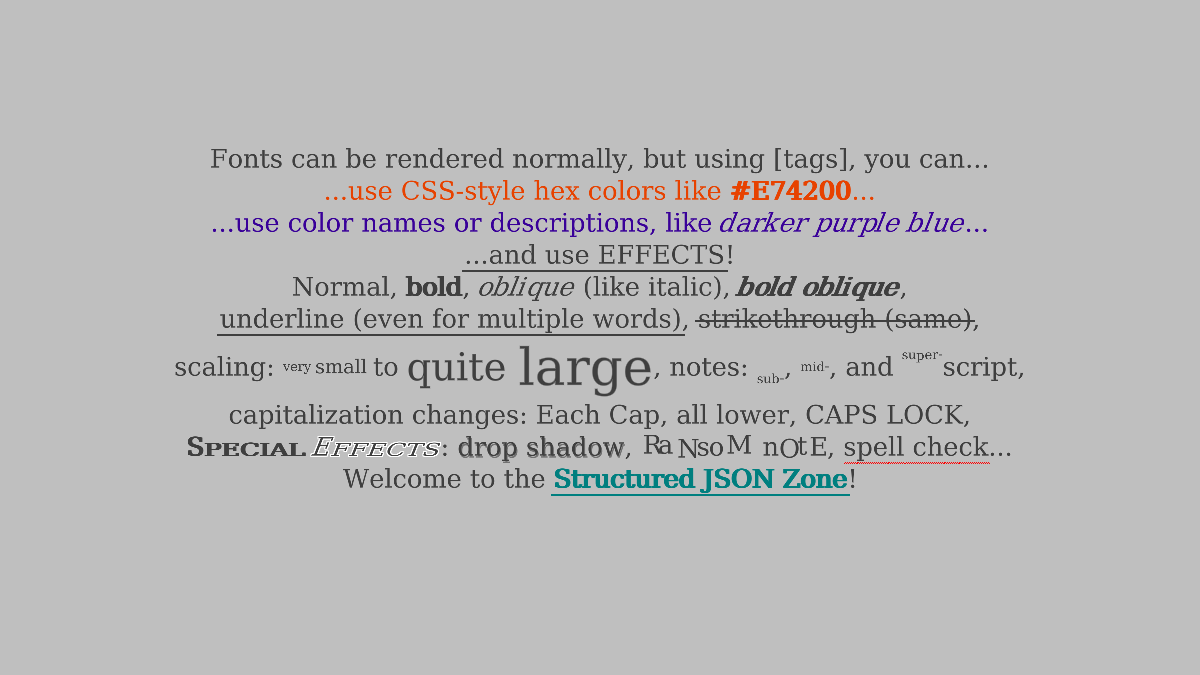 Fonts can be rendered normally, but using [tags], you can...
...use CSS-style hex colors like #E74200...
...use color names or descriptions, like darker purple blue...
...and use EFFECTS!
Normal, bold, oblique (like italic), bold oblique,
underline (even for multiple words), strikethrough (same),
scaling: very small to quite large, notes: sub-, mid-, and super-script,
capitalization changes: Each Cap, all lower, CAPS LOCK,
Special Effects: drop shadow, RaNsoM nOtE, spell check...
Welcome to the Structured JSON Zone!